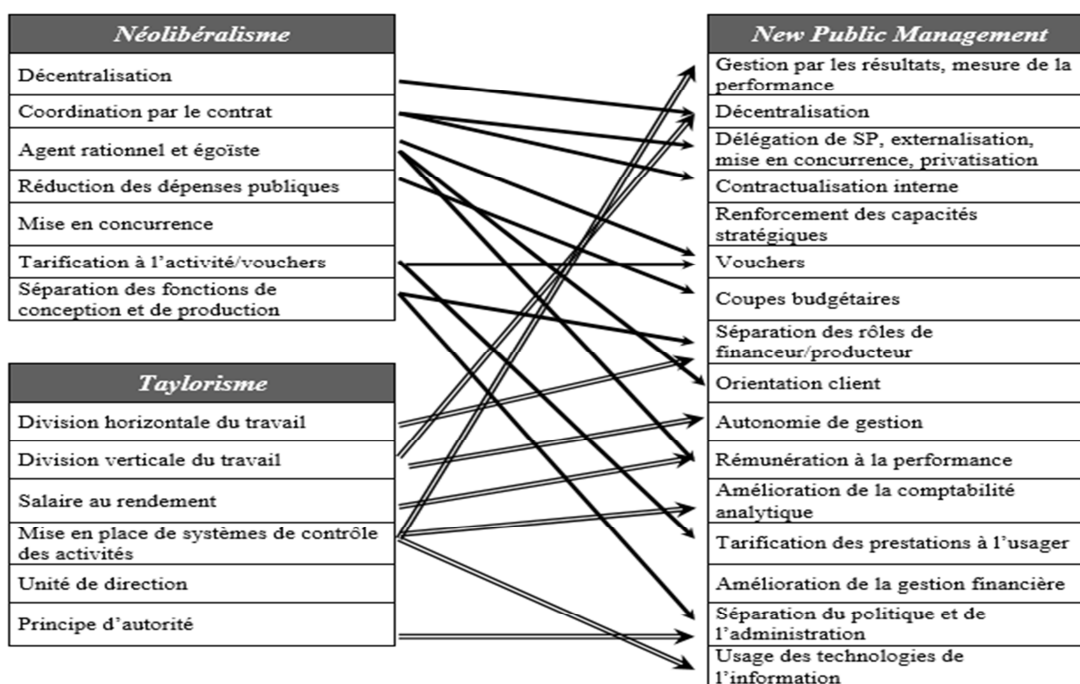 Néolibéralisme
Décentralisation
Coordination par le contrat
Agent rationnel et égoïste
Réduction des dépenses publiques
Mise en concurrence
Tarification à l’activité/vouchers
Séparation des fonctions de
conception et de production
Taylorisme
Division horizontale du travail
Division verticale du travail
Salaire au rendement
Mise en place de systèmes de contrôle
des activités
Unité de direction
Principe d’autorité
New Public Management
Gestion par les résultats, mesure de la
performance
Décentralisation
Délégation de SP, externalisation,
mise en concurrence, privatisation
Contractualisation interne
Renforcement des capacités
stratégiques
Vouchers
Coupes budgétaires
Séparation des rôles de
financeur/producteur
Orientation client
Autonomie de gestion
Rémunération à la performance
Amélioration de la comptabilité
analytique
Tarification des prestations à l’usager
Amélioration de la gestion financière
Séparation du politique et de
l’administration
Usage des technologies de
l’information